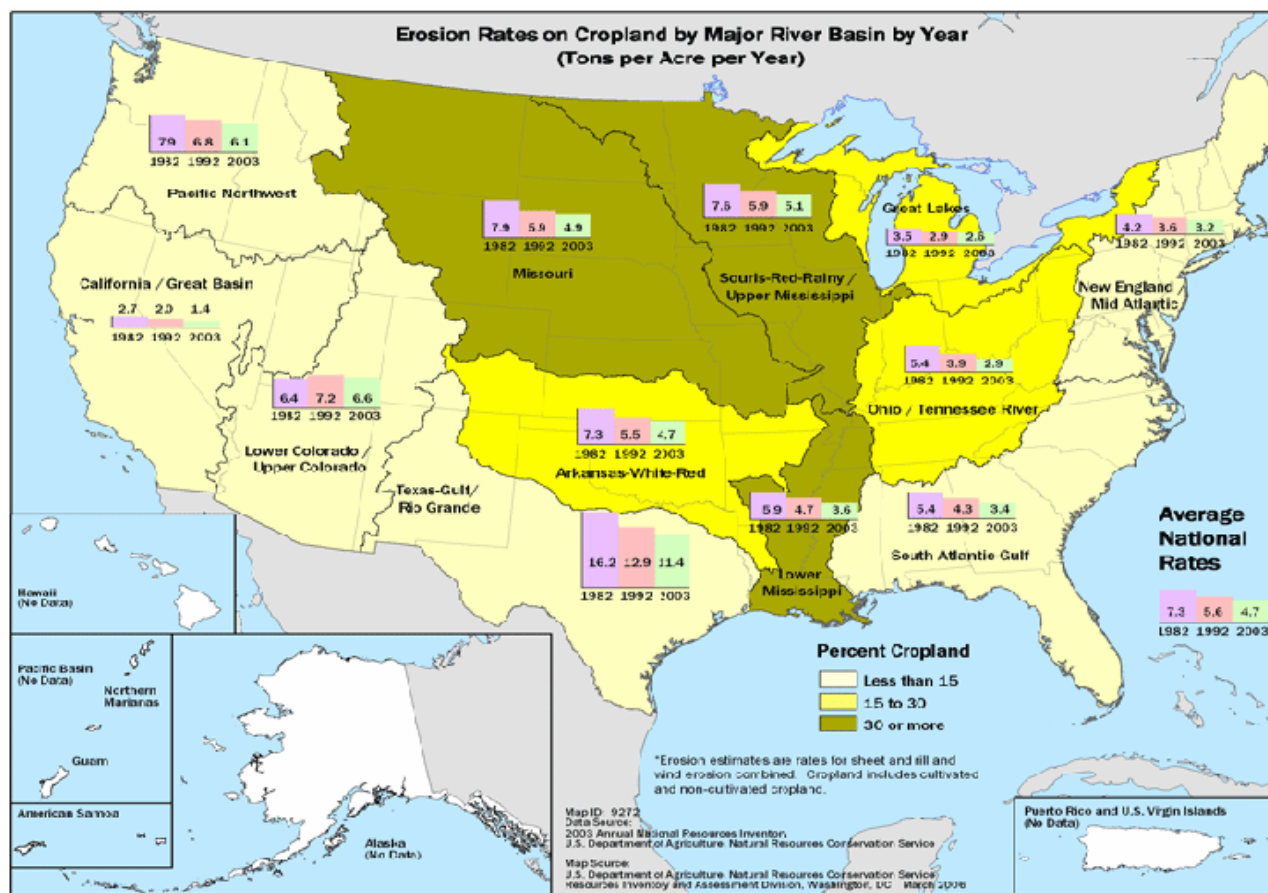 Erosion Rates on Cropland by Major River Basin by Year
(Tons per Acre per Year)
79 6.8 6.1
1982 1992 2003
Pacific Northwest
7.9 5.9 4.9
1982 1992 2003
Missouri
7.6 5.9 5.1
1982 1992 2003
Souris-Red-Rainy /
Upper Mississippi
Great Lakes
3.5 2.9 2.6
1982 1992 2003
4.2 3.6 3.2
1982 1992 2003
New England /
Mid Atlantic
California / Great Basin
2.7 2.0 1.4
1982 1992 2003
6.4 7.2 6.6
1982 1992 2003
Lower Colorado /
Upper Colorado
5.4 3.9 2.9
1982 1992 2003
Ohio / Tennessee River
7.3 5.5 4.7
1982 1992 2003
Arkansas-White-Red
Texas-Gulf/
Rio Grande
16.2 12.9 11.4
1982 1992 2003
5.9 4.7 3.6
1982 1992 2003
Lower
Mississippi
5.4 4.3 3.4
1982 1992 2003
South Atlantic-Gulf
Average
National
Rates
7.3 5.6 4.7
1982 1992 2003
Hawaii
(No Data)
Pacific Basin
(No Data)
Northern
Marianas
Guam
American Samoa
Alaska
(No Data)
Percent Cropland
Less than 15
15 to 30
30 or more
*Erosion estimates are rates for sheet and rill and
wind erosion combined. Cropland includes cultivated
and non-cultivated cropland.
Map ID: 9272
Data Source:
2003 Annual National Resources Inventory,
U.S. Department of Agriculture, Natural Resources Conservation Service
Map Source:
U.S. Department of Agriculture, Natural Resources Conservation Service
Resources Inventory and Assessment Division, Washington, DC March 2006
Puerto Rico and U.S. Virgin Islands
(No Data)